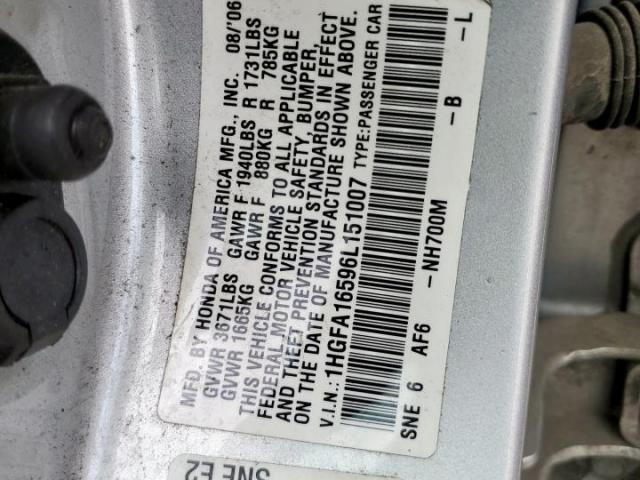 MFD. BY HONDA OF AMERICA MFG., INC. 08/06
GVWR 3671LBS GAWR F 1940LBS R 1731LBS
GVWR 1665KG GAWR F 880KG R 785KG
THIS VEHICLE CONFORMS TO ALL APPLICABLE
FEDERAL MOTOR VEHICLE SAFETY, BUMPER,
AND THEFT PREVENTION STANDARDS IN EFFECT
ON THE DATE OF MANUFACTURE SHOWN ABOVE.
V.I.N.:1HGFA16596L151007 TYPE:PASSENGER CAR
SNE 6 AF6 -NH700M -B -L
SNE E2